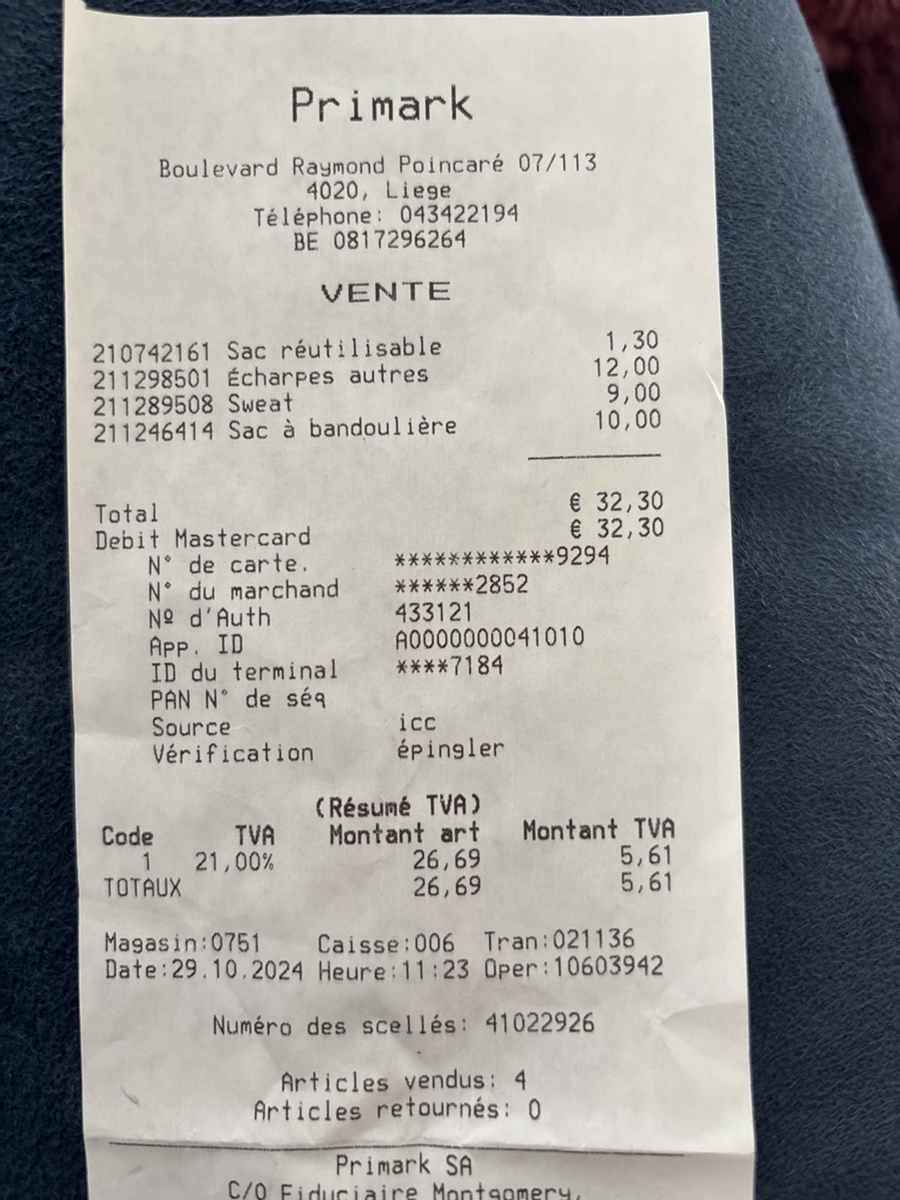 Primark
Boulevard Raymond Poincaré 07/113
4020, Liege
Téléphone: 043422194
BE 0817296264
VENTE
210742161 Sac réutilisable 1,30
211298501 Écharpes autres 12,00
211289508 Sweat 9,00
211246414 Sac à bandoulière 10,00
Total € 32,30
Debit Mastercard € 32,30
N° de carte. ************9294
N° du marchand ******2852
Nº d'Auth 433121
App. ID A0000000041010
ID du terminal ****7184
PAN N° de séq
Source icc
Vérification épingler
(Résumé TVA)
Code TVA Montant art Montant TVA
1 21,00% 26,69 5,61
TOTAUX 26,69 5,61
Magasin:0751 Caisse:006 Tran:021136
Date:29.10.2024 Heure:11:23 Oper:10603942
Numéro des scellés: 41022926
Articles vendus: 4
Articles retournés: 0
Primark SA
C/O Fiduciaire Montgomery,